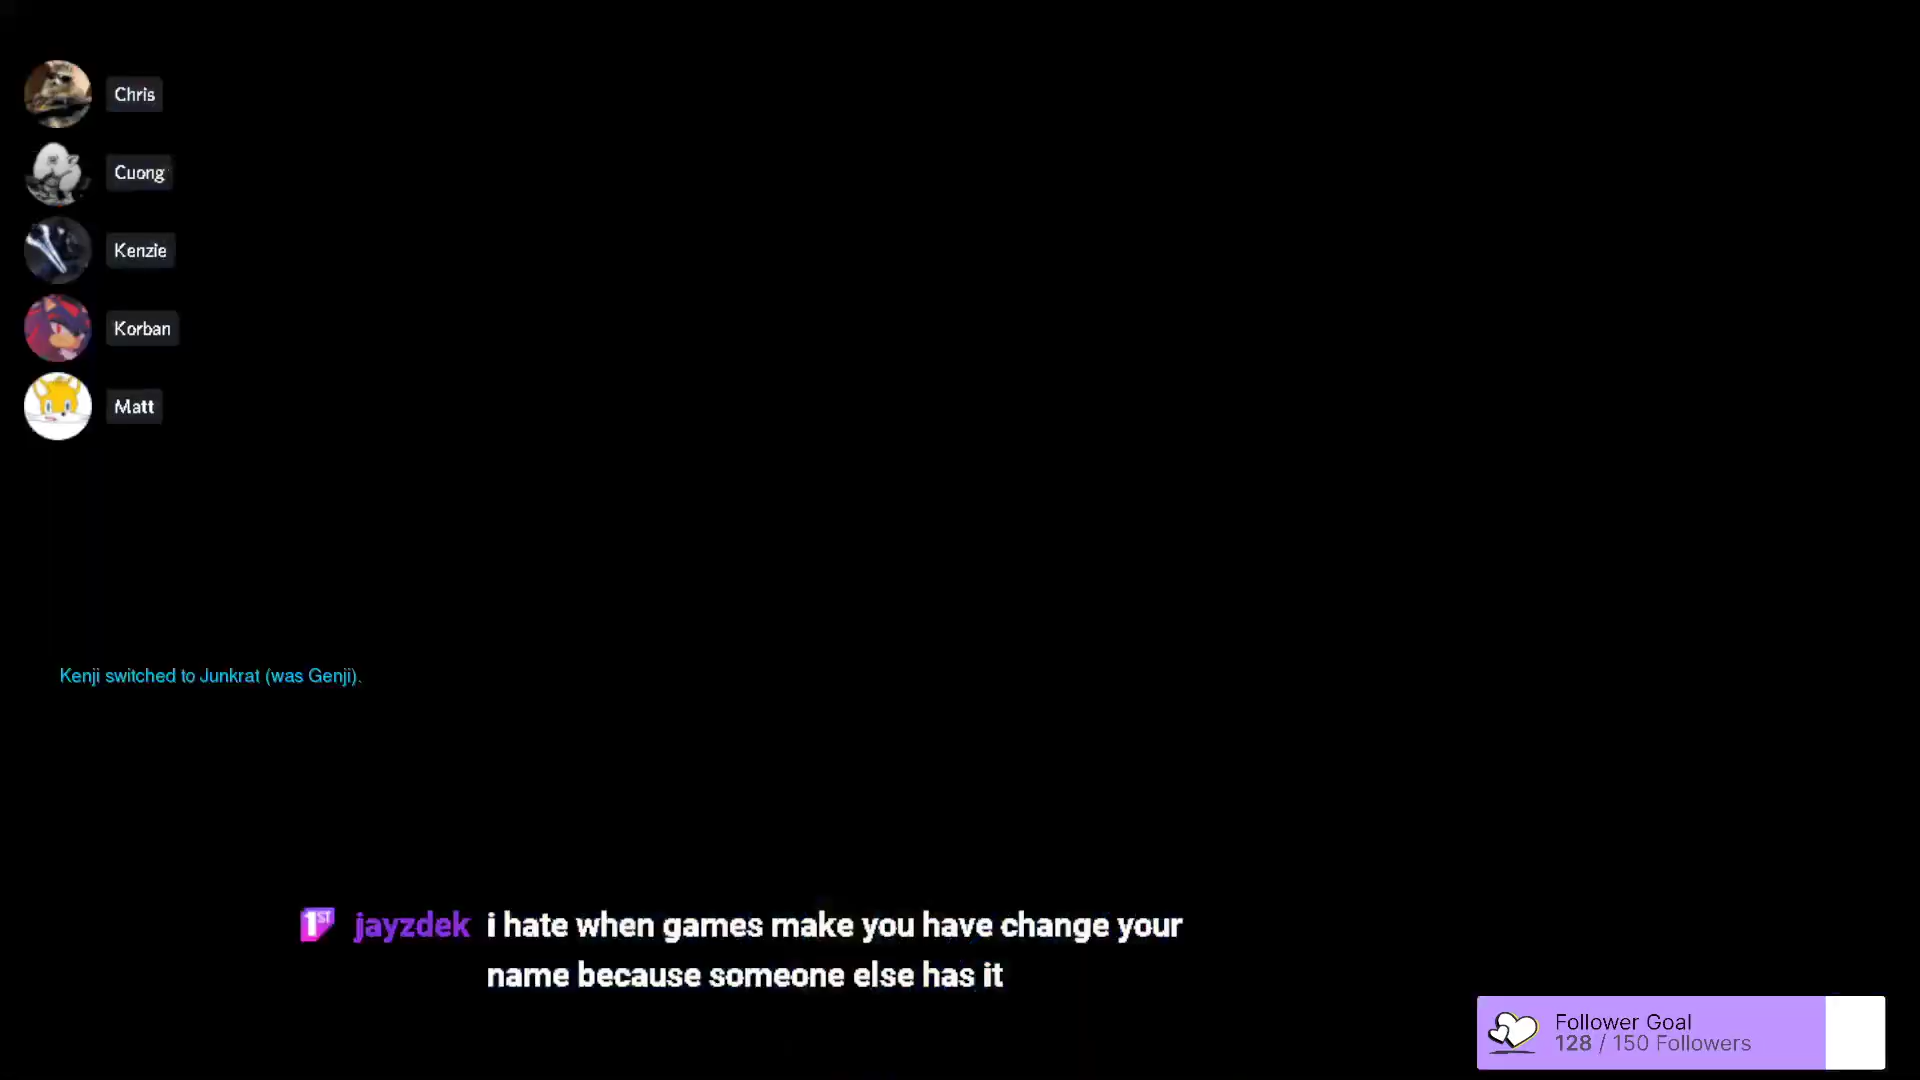 Chris
Cuong
Kenzie
Korban
Matt
Kenji switched to Junkrat (was Genji).
1ST jayzdek i hate when games make you have change your
name because someone else has it
Follower Goal
128 / 150 Followers